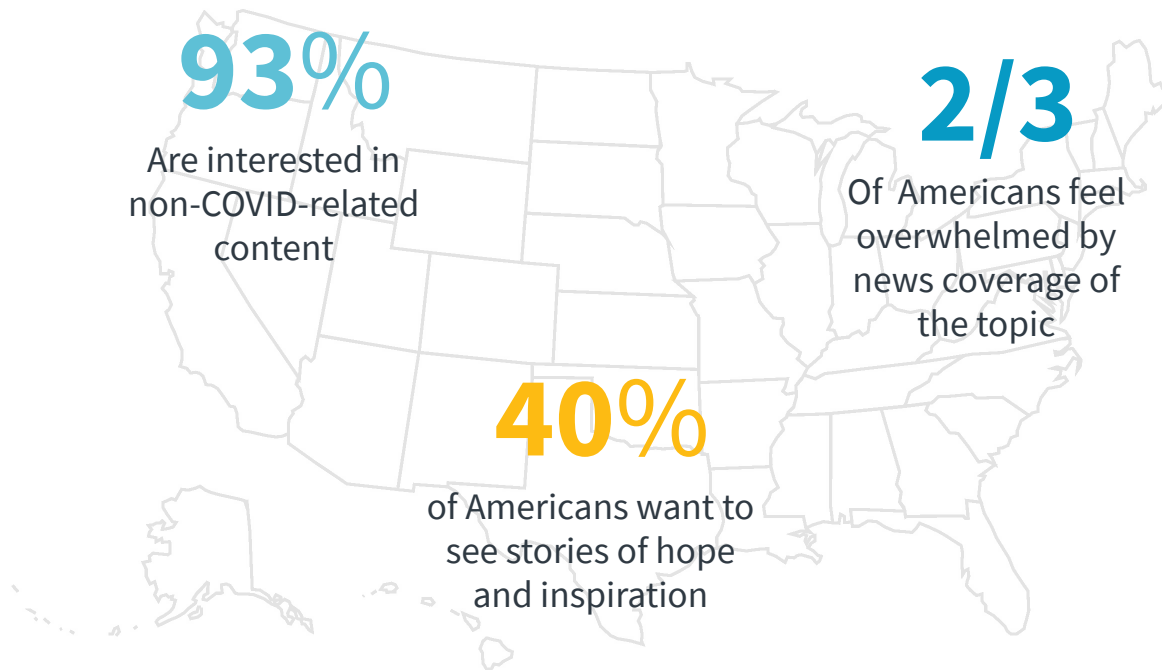 93%
Are interested in
non-COVID-related
content
2/3
Of Americans feel
overwhelmed by
news coverage of
the topic
40%
of Americans want to
see stories of hope
and inspiration